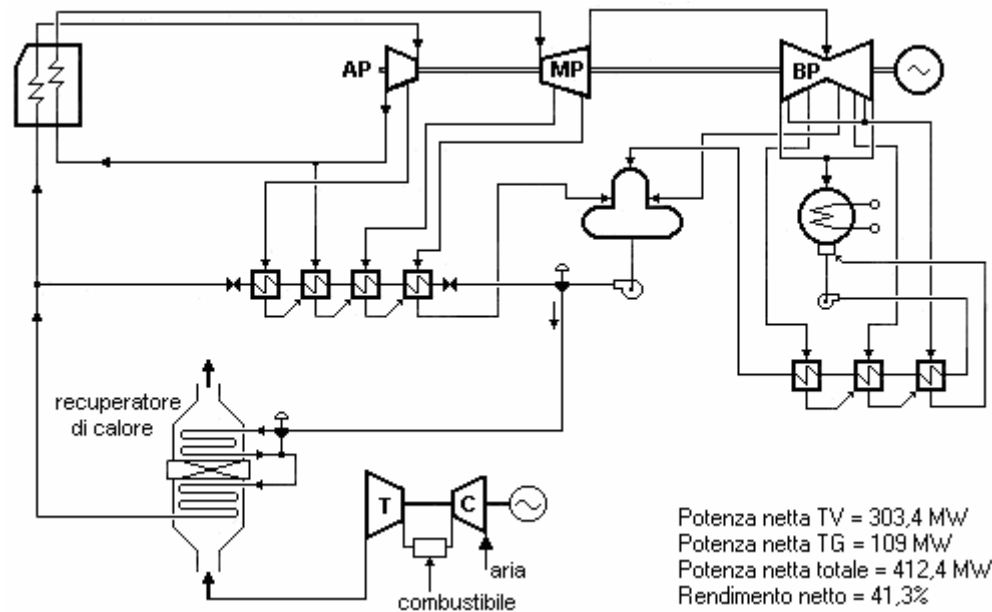 AP
MP
BP
recuperatore
di calore
T
C
aria
combustibile
Potenza netta TV = 303,4 MW
Potenza netta TG = 109 MW
Potenza netta totale = 412,4 MW
Rendimento netto = 41,3%